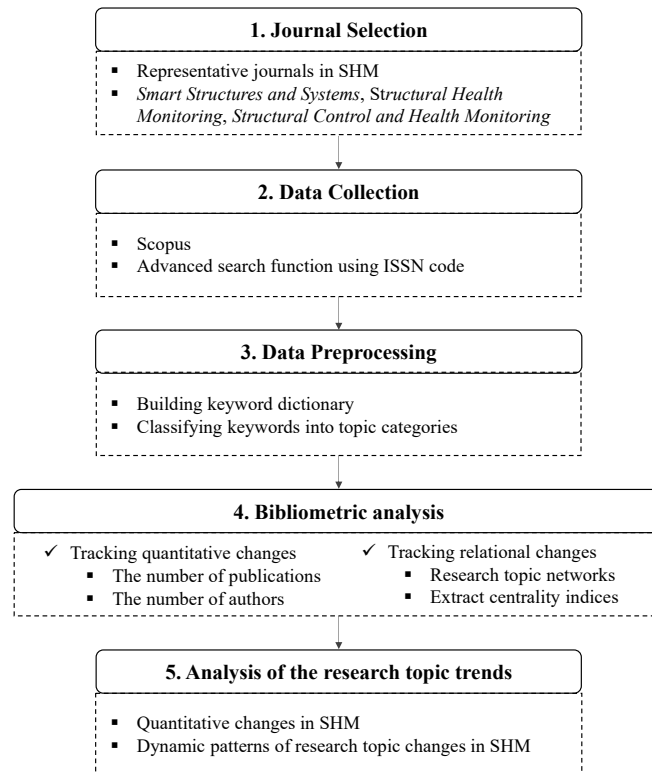 1. Journal Selection
▪ Representative journals in SHM
▪ Smart Structures and Systems, Structural Health
Monitoring, Structural Control and Health Monitoring
2. Data Collection
▪ Scopus
▪ Advanced search function using ISSN code
3. Data Preprocessing
▪ Building keyword dictionary
▪ Classifying keywords into topic categories
4. Bibliometric analysis
✓ Tracking quantitative changes
▪ The number of publications
▪ The number of authors
✓ Tracking relational changes
▪ Research topic networks
▪ Extract centrality indices
5. Analysis of the research topic trends
▪ Quantitative changes in SHM
▪ Dynamic patterns of research topic changes in SHM